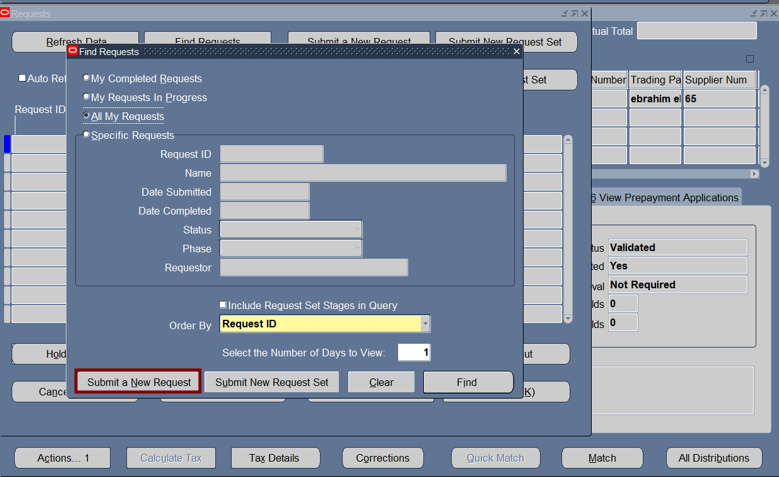 Requests
Refresh Data
Find Requests
Submit a New Request
Submit New Request Set
tual Total
Find Requests
Auto Ref
st Set
Request ID
My Completed Requests
My Requests In Progress
All My Requests
Specific Requests
Request ID
Name
Date Submitted
Date Completed
Status
Phase
Requestor
Include Request Set Stages in Query
Order By Request ID
Select the Number of Days to View: 1
Submit a New Request
Submit New Request Set
Clear
Find
Number
Trading Pa
Supplier Num
ebrahim el
65
6 View Prepayment Applications
tus Validated
ted Yes
val Not Required
lds 0
lds 0
Hold
out
Cance
K)
Actions... 1
Calculate Tax
Tax Details
Corrections
Quick Match
Match
All Distributions